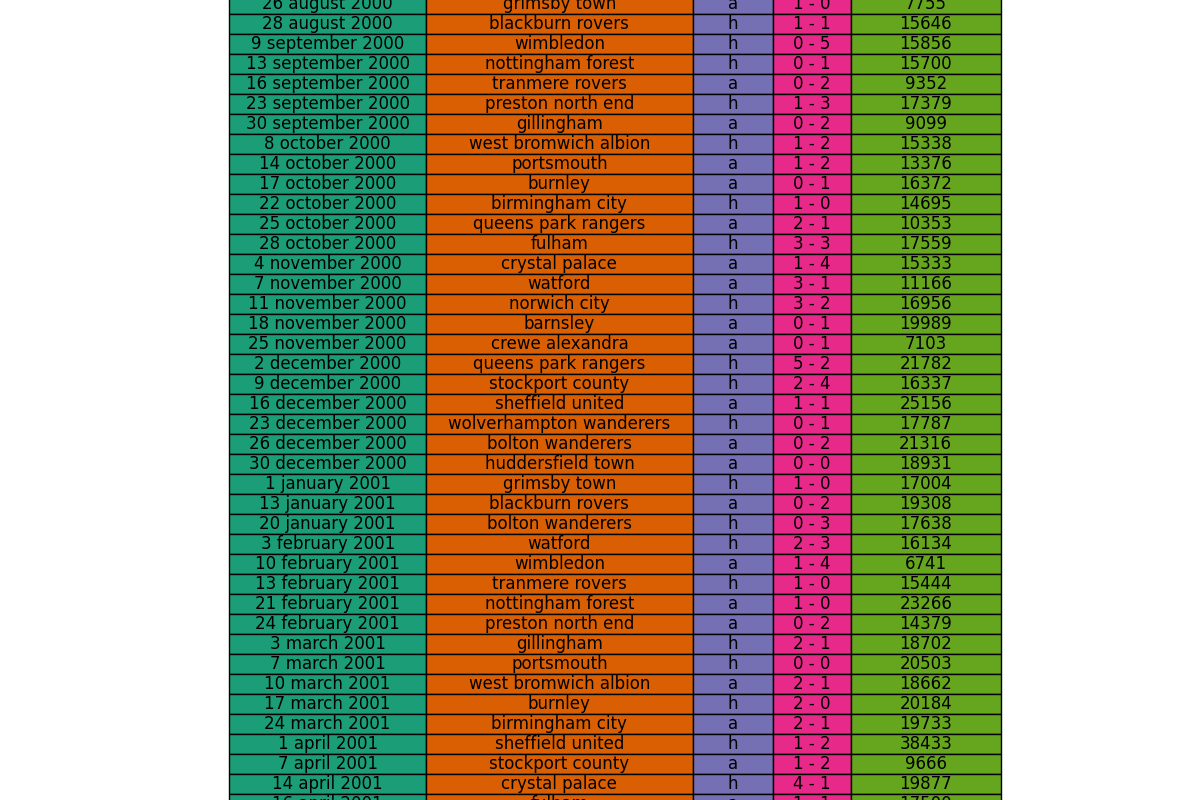 26 august 2000 grimsby town a 1 - 0 7755
28 august 2000 blackburn rovers h 1 - 1 15646
9 september 2000 wimbledon h 0 - 5 15856
13 september 2000 nottingham forest h 0 - 1 15700
16 september 2000 tranmere rovers a 0 - 2 9352
23 september 2000 preston north end h 1 - 3 17379
30 september 2000 gillingham a 0 - 2 9099
8 october 2000 west bromwich albion h 1 - 2 15338
14 october 2000 portsmouth a 1 - 2 13376
17 october 2000 burnley a 0 - 1 16372
22 october 2000 birmingham city h 1 - 0 14695
25 october 2000 queens park rangers a 2 - 1 10353
28 october 2000 fulham h 3 - 3 17559
4 november 2000 crystal palace a 1 - 4 15333
7 november 2000 watford a 3 - 1 11166
11 november 2000 norwich city h 3 - 2 16956
18 november 2000 barnsley a 0 - 1 19989
25 november 2000 crewe alexandra a 0 - 1 7103
2 december 2000 queens park rangers h 5 - 2 21782
9 december 2000 stockport county h 2 - 4 16337
16 december 2000 sheffield united a 1 - 1 25156
23 december 2000 wolverhampton wanderers h 0 - 1 17787
26 december 2000 bolton wanderers a 0 - 2 21316
30 december 2000 huddersfield town a 0 - 0 18931
1 january 2001 grimsby town h 1 - 0 17004
13 january 2001 blackburn rovers a 0 - 2 19308
20 january 2001 bolton wanderers h 0 - 3 17638
3 february 2001 watford h 2 - 3 16134
10 february 2001 wimbledon a 1 - 4 6741
13 february 2001 tranmere rovers h 1 - 0 15444
21 february 2001 nottingham forest a 1 - 0 23266
24 february 2001 preston north end a 0 - 2 14379
3 march 2001 gillingham h 2 - 1 18702
7 march 2001 portsmouth h 0 - 0 20503
10 march 2001 west bromwich albion a 2 - 1 18662
17 march 2001 burnley h 2 - 0 20184
24 march 2001 birmingham city a 2 - 1 19733
1 april 2001 sheffield united h 1 - 2 38433
7 april 2001 stockport county a 1 - 2 9666
14 april 2001 crystal palace h 4 - 1 19877